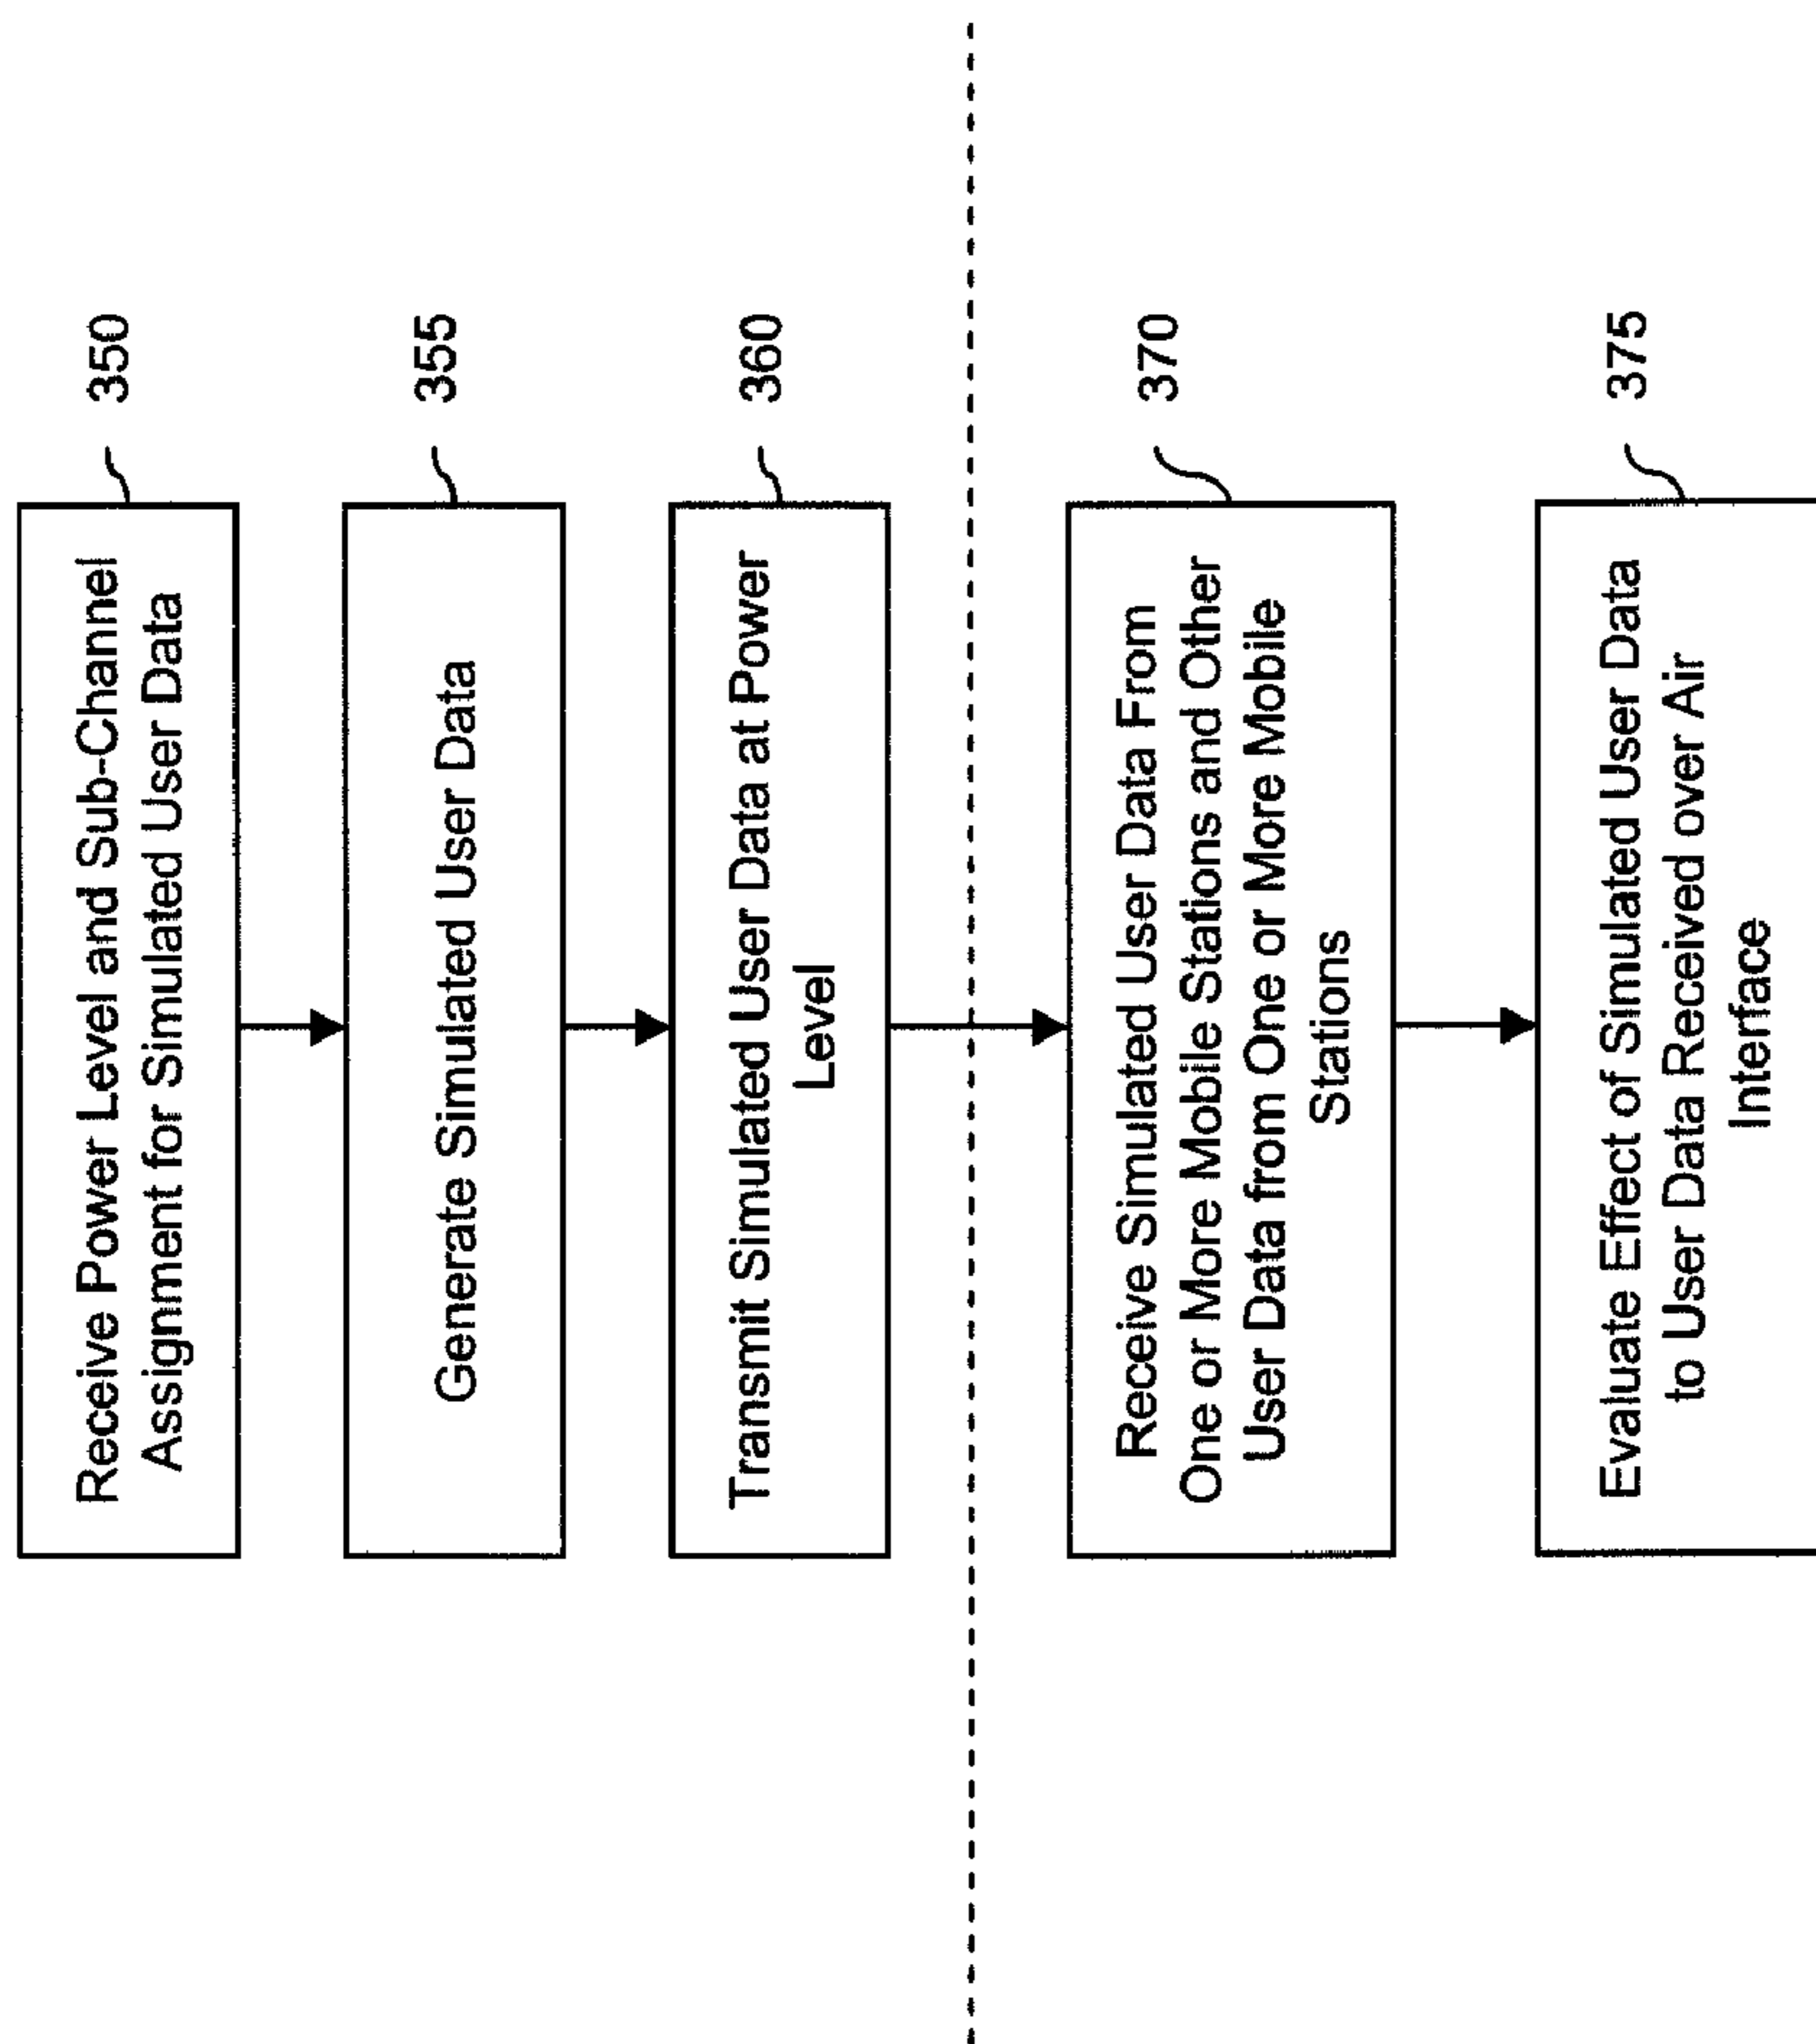 Receive Power Level and Sub-Channel
Assignment for Simulated User Data
350
Generate Simulated User Data
355
Transmit Simulated User Data at Power
Level
360
Receive Simulated User Data From
One or More Mobile Stations and Other
User Data from One or More Mobile
Stations
370
Evaluate Effect of Simulated User Data
to User Data Received over Air
Interface
375